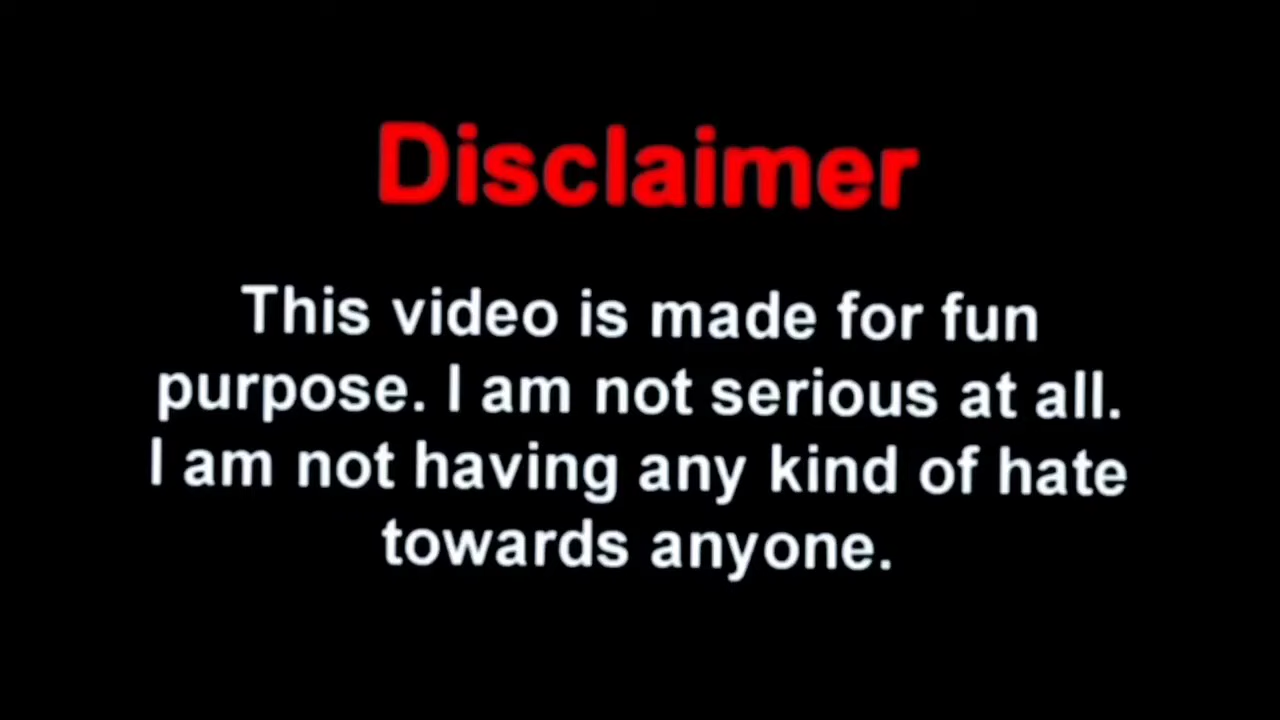 Disclaimer
This video is made for fun
purpose. I am not serious at all.
I am not having any kind of hate
towards anyone.